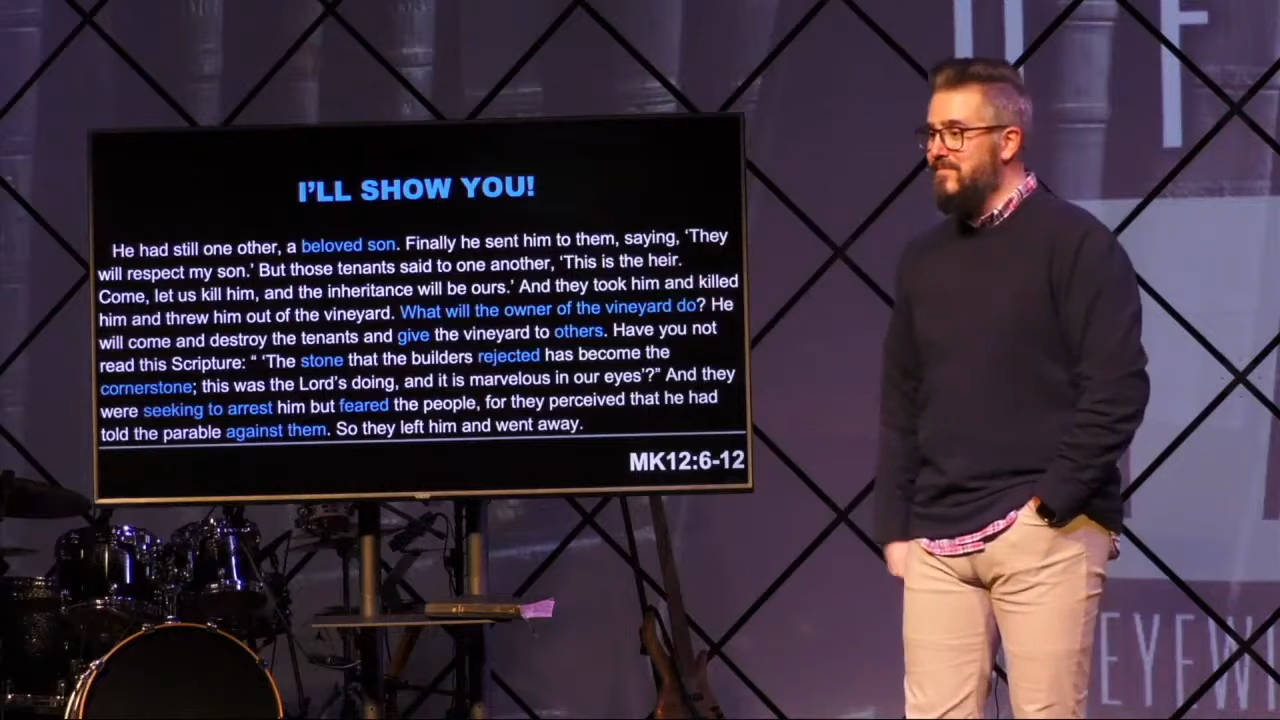 I’LL SHOW YOU!
He had still one other, a beloved son. Finally he sent him to them, saying, ‘They
will respect my son.’ But those tenants said to one another, ‘This is the heir.
Come, let us kill him, and the inheritance will be ours.’ And they took him and killed
him and threw him out of the vineyard. What will the owner of the vineyard do? He
will come and destroy the tenants and give the vineyard to others. Have you not
read this Scripture: “ ‘The stone that the builders rejected has become the
cornerstone; this was the Lord’s doing, and it is marvelous in our eyes’?” And they
were seeking to arrest him but feared the people, for they perceived that he had
told the parable against them. So they left him and went away.
MK12:6-12